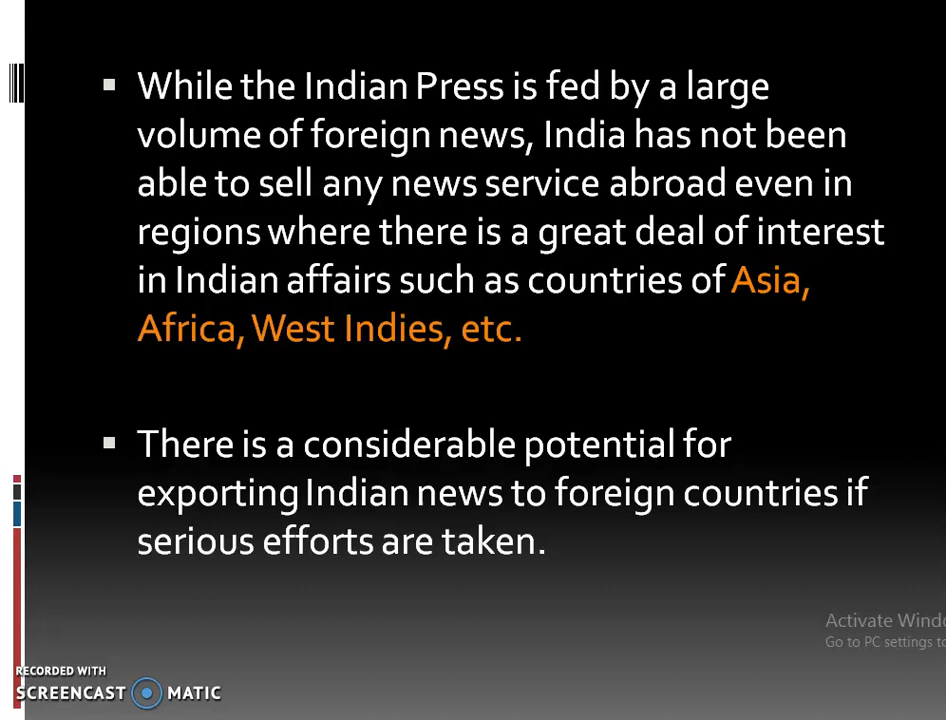 While the Indian Press is fed by a large
volume of foreign news, India has not been
able to sell any news service abroad even in
regions where there is a great deal of interest
in Indian affairs such as countries of Asia,
Africa, West Indies, etc.
There is a considerable potential for
exporting Indian news to foreign countries if
serious efforts are taken.
Activate Windo
Go to PC settings to
RECORDED WITH
SCREENCAST MATIC